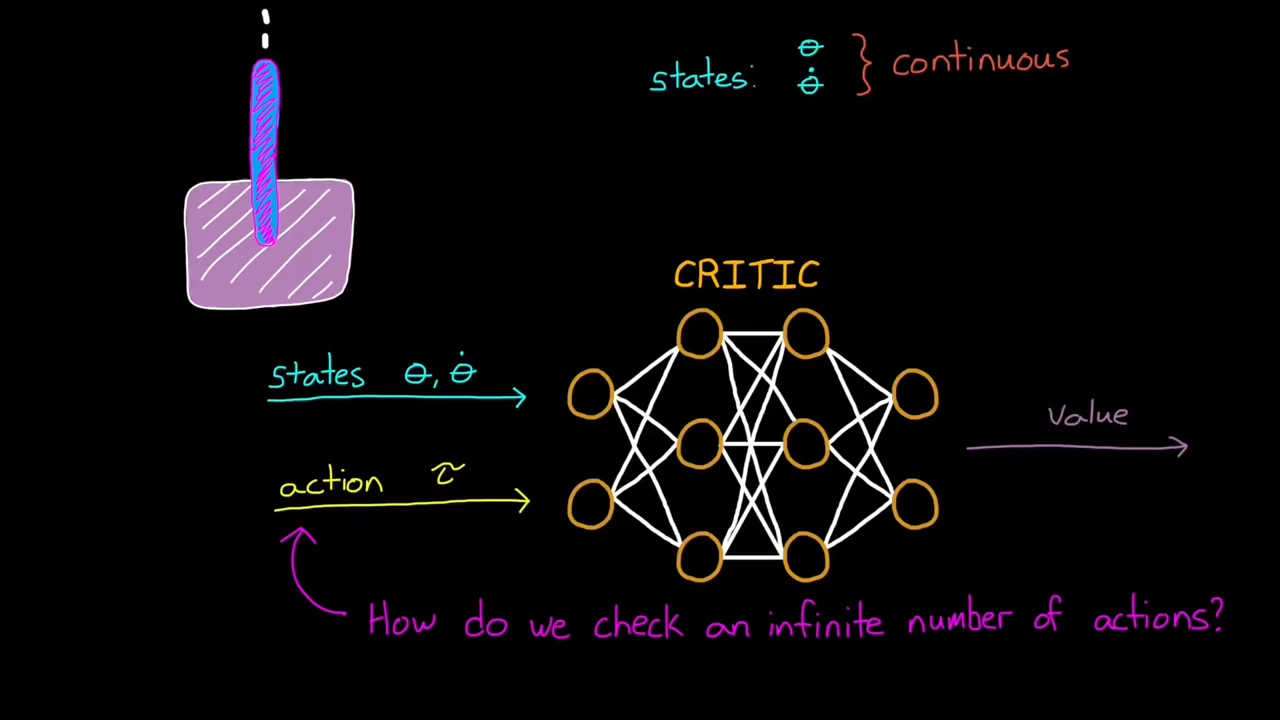 states: θ
θ̇
} continuous
CRITIC
states θ, θ̇
value
action τ
How do we check an infinite number of actions?